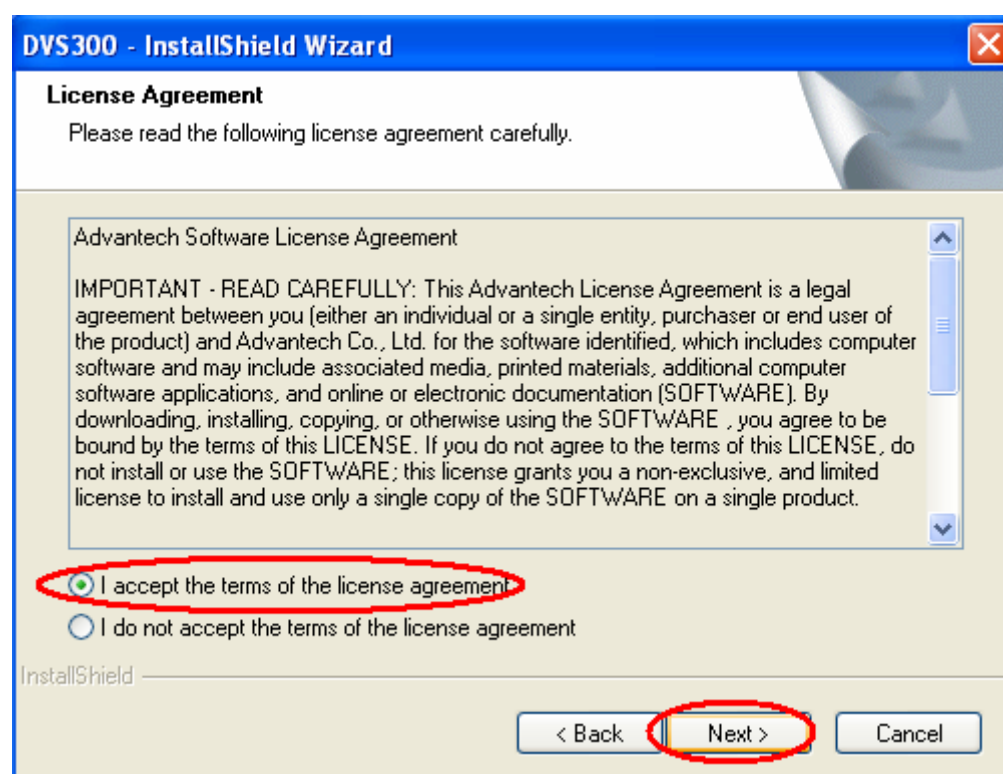 DVS300 - InstallShield Wizard
License Agreement
Please read the following license agreement carefully.
Advantech Software License Agreement
IMPORTANT - READ CAREFULLY: This Advantech License Agreement is a legal
agreement between you (either an individual or a single entity, purchaser or end user of
the product) and Advantech Co., Ltd. for the software identified, which includes computer
software and may include associated media, printed materials, additional computer
software applications, and online or electronic documentation (SOFTWARE). By
downloading, installing, copying, or otherwise using the SOFTWARE , you agree to be
bound by the terms of this LICENSE. If you do not agree to the terms of this LICENSE, do
not install or use the SOFTWARE; this license grants you a non-exclusive, and limited
license to install and use only a single copy of the SOFTWARE on a single product.
I accept the terms of the license agreement
I do not accept the terms of the license agreement
InstallShield
< Back
Next >
Cancel